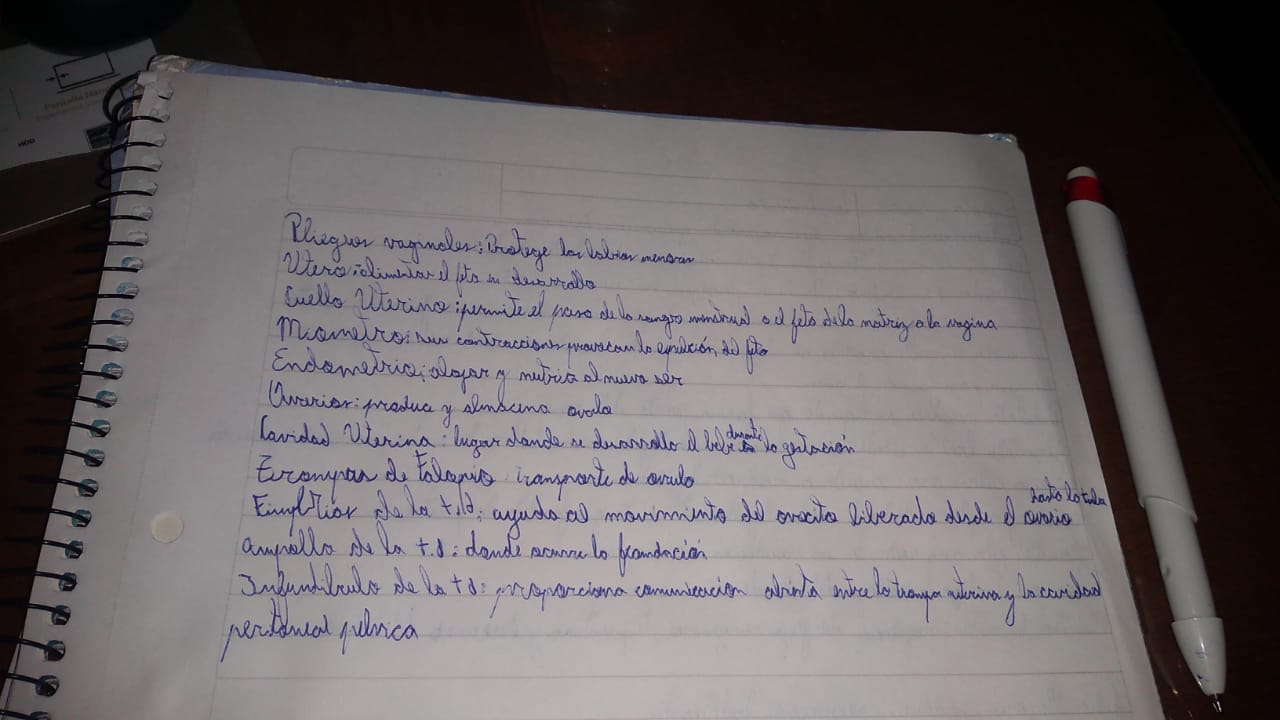 Pantalla
HDD
Pliegues vaginales: Protege los labios menores
Utero: alimentar el feto en desarrollo
Cuello Uterino: permite el paso de la sangre menstrual o el feto de la matriz a la vagina
Miometrio: sus contracciones provocan la expulsión del feto
Endometrio: alojar y nutrir al nuevo ser
Ovarios: produce y almacena ovulo
Cavidad Uterina: lugar donde se desarrolla el bebe durante la gestación
Trompas de Falopio transporte de ovulo
Fimbrias de la t.d: ayuda al movimiento del ovocito liberado desde el ovario hasta la tuba
Ampolla de la t.d: donde ocurre la fecundación
Infundibulo de la t d: proporciona comunicacion abierta entre la trompa uterina y la cavidad
peritoneal pelvica